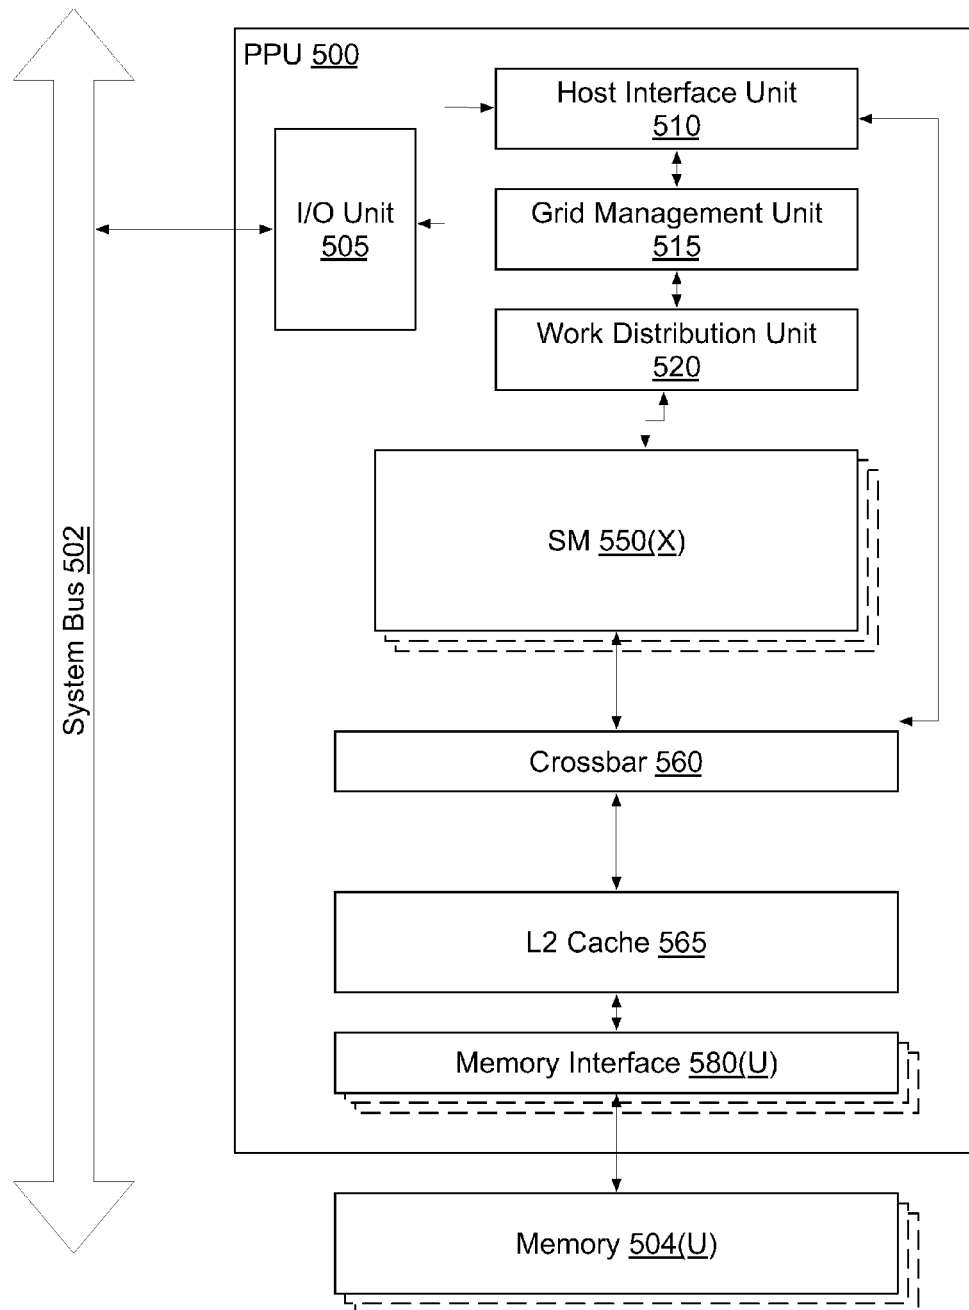 PPU 500
Host Interface Unit
510
I/O Unit
505
Grid Management Unit
515
Work Distribution Unit
520
SM 550(X)
System Bus 502
Crossbar 560
L2 Cache 565
Memory Interface 580(U)
Memory 504(U)